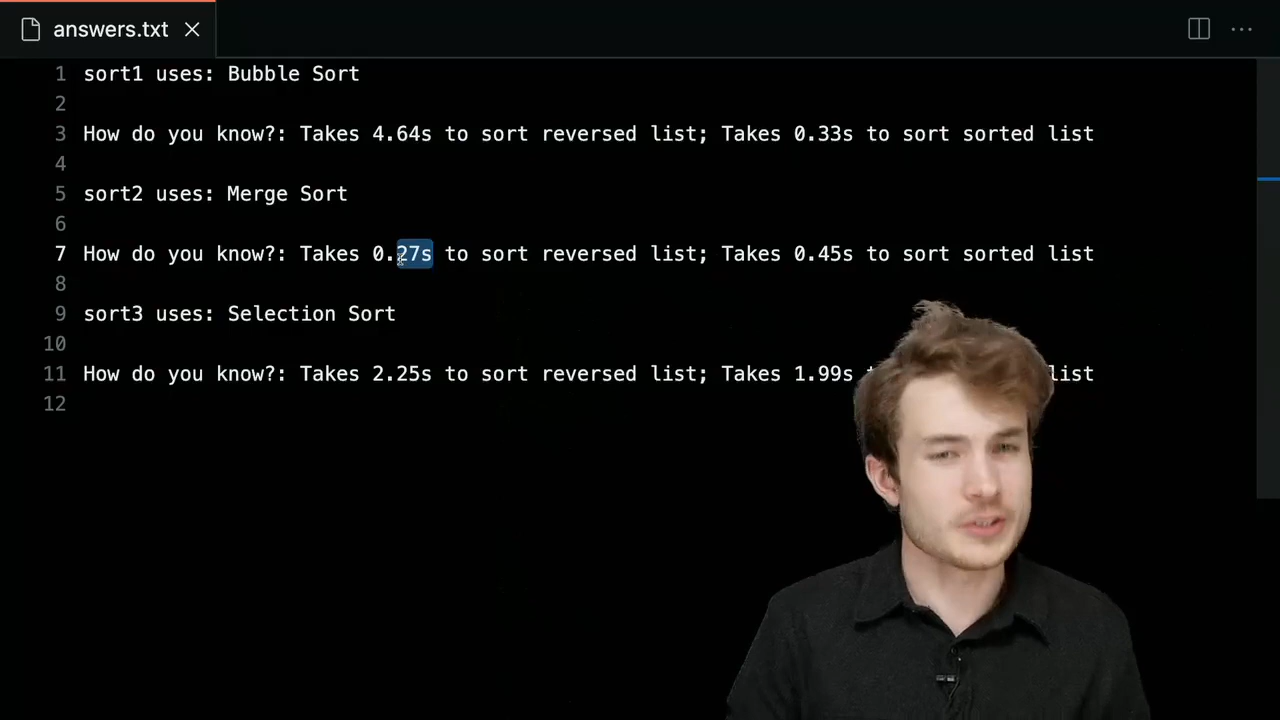 answers.txt
1 sort1 uses: Bubble Sort
2
3 How do you know?: Takes 4.64s to sort reversed list; Takes 0.33s to sort sorted list
4
5 sort2 uses: Merge Sort
6
7 How do you know?: Takes 0.27s to sort reversed list; Takes 0.45s to sort sorted list
8
9 sort3 uses: Selection Sort
10
11 How do you know?: Takes 2.25s to sort reversed list; Takes 1.99s list
12